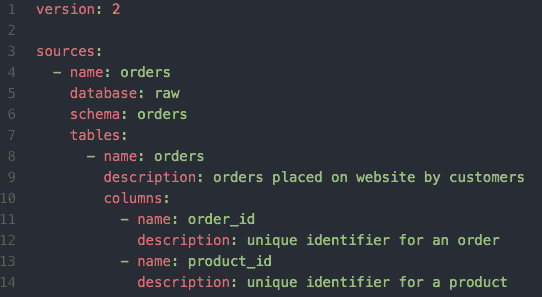 1 version: 2
2
3 sources:
4   - name: orders
5     database: raw
6     schema: orders
7     tables:
8       - name: orders
9         description: orders placed on website by customers
10        columns:
11          - name: order_id
12            description: unique identifier for an order
13          - name: product_id
14            description: unique identifier for a product